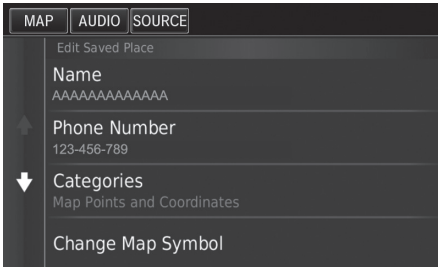 MAP AUDIO SOURCE
Edit Saved Place
Name
AAAAAAAAAAAAA
Phone Number
123-456-789
Categories
Map Points and Coordinates
Change Map Symbol